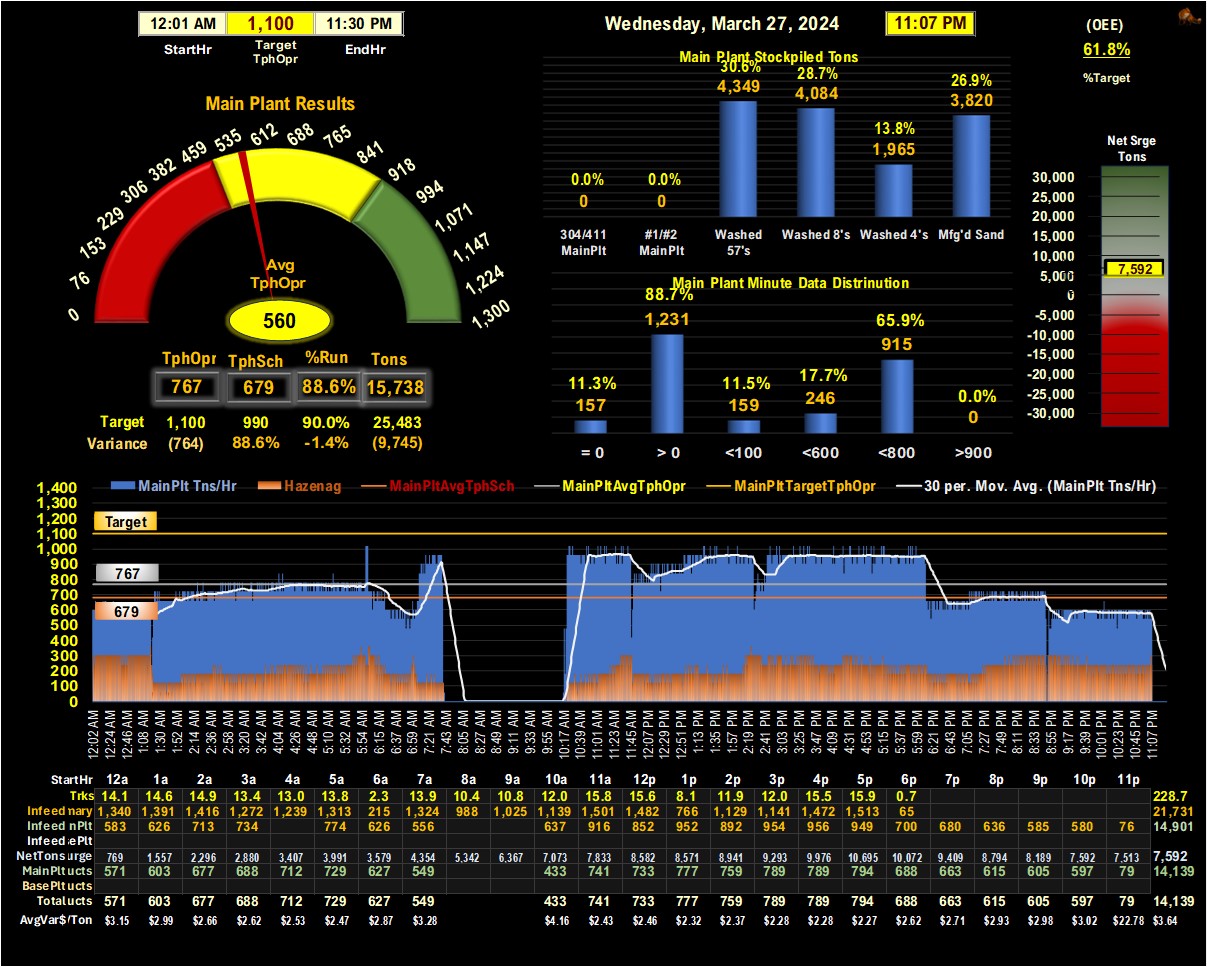 12:01 AM 1,100 11:30 PM
StartHr Target TphOpr EndHr
Wednesday, March 27, 2024 11:07 PM
(OEE)
61.8%
%Target
Main Plant Results
0 76 153 229 306 382 459 535 612 688 765 841 918 994 1,071 1,147 1,224 1,300
Avg
TphOpr
560
TphOpr TphSch %Run Tons
767 679 88.6% 15,738
Target 1,100 990 90.0% 25,483
Variance (764) 88.6% -1.4% (9,745)
Main Plant Stockpiled Tons
0.0% 0.0% 30.6% 28.7% 13.8% 26.9%
0 0 4,349 4,084 1,965 3,820
304/411 MainPlt #1/#2 MainPlt Washed 57's Washed 8's Washed 4's Mfg'd Sand
Main Plant Minute Data Distrinution
11.3% 88.7% 11.5% 17.7% 65.9% 0.0%
157 1,231 159 246 915 0
= 0 > 0 <100 <600 <800 >900
Net Srge
Tons
30,000
25,000
20,000
15,000
10,000
7,592
5,000
0
-5,000
-10,000
-15,000
-20,000
-25,000
-30,000
MainPlt Tns/Hr Hazenag MainPltAvgTphSch MainPltAvgTphOpr MainPltTargetTphOpr 30 per. Mov. Avg. (MainPlt Tns/Hr)
1,400
1,300
1,200
1,100
1,000
900
800
700
600
500
400
300
200
100
0
Target
767
679
12:02 AM 12:24 AM 12:46 AM 1:08 AM 1:30 AM 1:52 AM 2:14 AM 2:36 AM 2:58 AM 3:20 AM 3:42 AM 4:04 AM 4:26 AM 4:48 AM 5:10 AM 5:32 AM 5:54 AM 6:15 AM 6:37 AM 6:59 AM 7:21 AM 7:43 AM 8:05 AM 8:27 AM 8:49 AM 9:11 AM 9:33 AM 9:55 AM 10:17 AM 10:39 AM 11:01 AM 11:23 AM 11:45 AM 12:07 PM 12:29 PM 12:51 PM 1:13 PM 1:35 PM 1:57 PM 2:19 PM 2:41 PM 3:03 PM 3:25 PM 3:47 PM 4:09 PM 4:31 PM 4:53 PM 5:15 PM 5:37 PM 5:59 PM 6:21 PM 6:43 PM 7:05 PM 7:27 PM 7:49 PM 8:11 PM 8:33 PM 8:55 PM 9:17 PM 9:39 PM 10:01 PM 10:23 PM 10:45 PM 11:07 PM
StartHr 12a 1a 2a 3a 4a 5a 6a 7a 8a 9a 10a 11a 12p 1p 2p 3p 4p 5p 6p 7p 8p 9p 10p 11p
Trks 14.1 14.6 14.9 13.4 13.0 13.8 2.3 13.9 10.4 10.8 12.0 15.8 15.6 8.1 11.9 12.0 15.5 15.9 0.7 228.7
Infeed mary 1,340 1,391 1,416 1,272 1,239 1,313 215 1,324 988 1,025 1,139 1,501 1,482 766 1,129 1,141 1,472 1,513 65 21,731
Infeed nPlt 583 626 713 734 774 626 556 637 916 852 952 892 954 956 949 700 680 636 585 580 76 14,901
Infeed ePlt
NetTons urge 769 1,557 2,296 2,880 3,407 3,991 3,579 4,354 5,342 6,367 7,073 7,833 8,582 8,571 8,941 9,293 9,976 10,695 10,072 9,409 8,794 8,189 7,592 7,513 7,592
MainPlt ucts 571 603 677 688 712 729 627 549 433 741 733 777 759 789 789 794 688 663 615 605 597 79 14,139
BasePlt ucts
Total ucts 571 603 677 688 712 729 627 549 433 741 733 777 759 789 789 794 688 663 615 605 597 79 14,139
AvgVar$/Ton $3.15 $2.99 $2.66 $2.62 $2.53 $2.47 $2.87 $3.28 $4.16 $2.43 $2.46 $2.32 $2.37 $2.28 $2.28 $2.27 $2.62 $2.71 $2.93 $2.98 $3.02 $22.78 $3.64